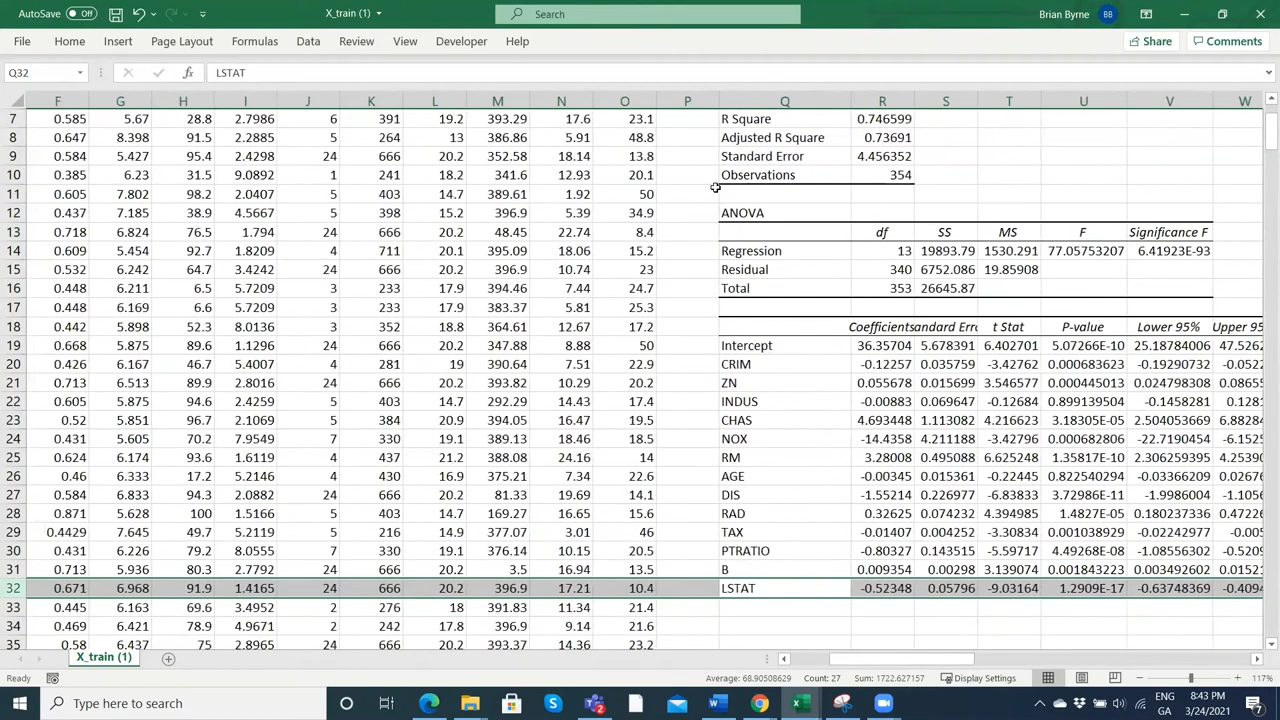 AutoSave Off X_train (1) Search Brian Byrne BB
File Home Insert Page Layout Formulas Data Review View Developer Help Share Comments
Q32 fx LSTAT
F G H I J K L M N O P Q R S T U V W
7 0.585 5.67 28.8 2.7986 6 391 19.2 393.29 17.6 23.1 R Square 0.746599
8 0.647 8.398 91.5 2.2885 5 264 13 386.86 5.91 48.8 Adjusted R Square 0.73691
9 0.584 5.427 95.4 2.4298 24 666 20.2 352.58 18.14 13.8 Standard Error 4.456352
10 0.385 6.23 31.5 9.0892 1 241 18.2 341.6 12.93 20.1 Observations 354
11 0.605 7.802 98.2 2.0407 5 403 14.7 389.61 1.92 50
12 0.437 7.185 38.9 4.5667 5 398 15.2 396.9 5.39 34.9 ANOVA
13 0.718 6.824 76.5 1.794 24 666 20.2 48.45 22.74 8.4 df SS MS F Significance F
14 0.609 5.454 92.7 1.8209 4 711 20.1 395.09 18.06 15.2 Regression 13 19893.79 1530.291 77.05753207 6.41923E-93
15 0.532 6.242 64.7 3.4242 24 666 20.2 396.9 10.74 23 Residual 340 6752.086 19.85908
16 0.448 6.211 6.5 5.7209 3 233 17.9 394.46 7.44 24.7 Total 353 26645.87
17 0.448 6.169 6.6 5.7209 3 233 17.9 383.37 5.81 25.3
18 0.442 5.898 52.3 8.0136 3 352 18.8 364.61 12.67 17.2 Coefficients andard Erro t Stat P-value Lower 95% Upper 95
19 0.668 5.875 89.6 1.1296 24 666 20.2 347.88 8.88 50 Intercept 36.35704 5.678391 6.402701 5.07266E-10 25.18784006 47.5262
20 0.426 6.167 46.7 5.4007 4 281 19 390.64 7.51 22.9 CRIM -0.12257 0.035759 -3.42762 0.000683623 -0.19290732 -0.0522
21 0.713 6.513 89.9 2.8016 24 666 20.2 393.82 10.29 20.2 ZN 0.055678 0.015699 3.546577 0.000445013 0.024798308 0.08655
22 0.605 5.875 94.6 2.4259 5 403 14.7 292.29 14.43 17.4 INDUS -0.00883 0.069647 -0.12684 0.899139504 -0.1458281 0.1281
23 0.52 5.851 96.7 2.1069 5 384 20.9 394.05 16.47 19.5 CHAS 4.693448 1.113082 4.216623 3.18305E-05 2.504053669 6.8828
24 0.431 5.605 70.2 7.9549 7 330 19.1 389.13 18.46 18.5 NOX -14.4358 4.211188 -3.42796 0.000682806 -22.7190454 -6.1525
25 0.624 6.174 93.6 1.6119 4 437 21.2 388.08 24.16 14 RM 3.28008 0.495088 6.625248 1.35817E-10 2.306259395 4.25390
26 0.46 6.333 17.2 5.2146 4 430 16.9 375.21 7.34 22.6 AGE -0.00345 0.015361 -0.22445 0.822540294 -0.03366209 0.0267
27 0.584 6.833 94.3 2.0882 24 666 20.2 81.33 19.69 14.1 DIS -1.55214 0.226977 -6.83833 3.72986E-11 -1.9986004 -1.1056
28 0.871 5.628 100 1.5166 5 403 14.7 169.27 16.65 15.6 RAD 0.32625 0.074232 4.394985 1.4827E-05 0.180237336 0.4722
29 0.4429 7.645 49.7 5.2119 5 216 14.9 377.07 3.01 46 TAX -0.01407 0.004252 -3.30834 0.001038929 -0.02242977 -0.005
30 0.431 6.226 79.2 8.0555 7 330 19.1 376.14 10.15 20.5 PTRATIO -0.80327 0.143515 -5.59717 4.49268E-08 -1.08556302 -0.5209
31 0.713 5.936 80.3 2.7792 24 666 20.2 3.5 16.94 13.5 B 0.009354 0.00298 3.139074 0.001843223 0.003492602 0.01521
32 0.671 6.968 91.9 1.4165 24 666 20.2 396.9 17.21 10.4 LSTAT -0.52348 0.05796 -9.03164 1.2909E-17 -0.63748369 -0.4094
33 0.445 6.163 69.6 3.4952 2 276 18 391.83 11.34 21.4
34 0.469 6.421 78.9 4.9671 2 242 17.8 396.9 9.14 21.6
35 0.58 6.437 75 2.8965 24 666 20.2 393.37 14.36 23.2
X_train (1)
Ready Average: 68.90508629 Count: 27 Sum: 1722.627157 Display Settings 117%
Type here to search ENG 8:43 PM
GA 3/24/2021